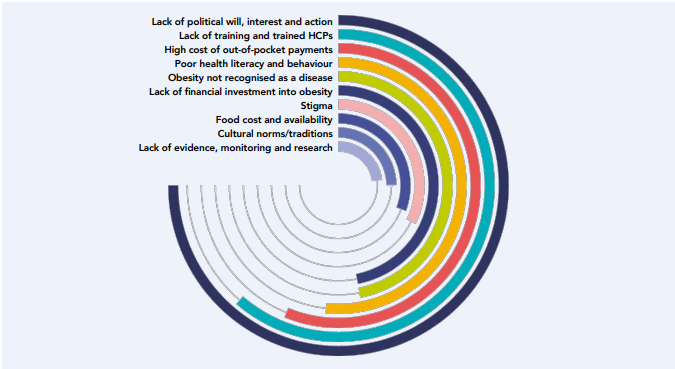 Lack of political will, interest and action
Lack of training and trained HCPs
High cost of out-of-pocket payments
Poor health literacy and behaviour
Obesity not recognised as a disease
Lack of financial investment into obesity
Stigma
Food cost and availability
Cultural norms/traditions
Lack of evidence, monitoring and research